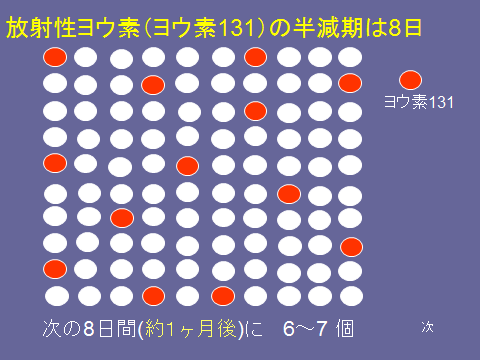 放射性ヨウ素(ヨウ素131)の半減期は8日
ヨウ素131
次の8日間(約1ヶ月後)に 6～7 個
次